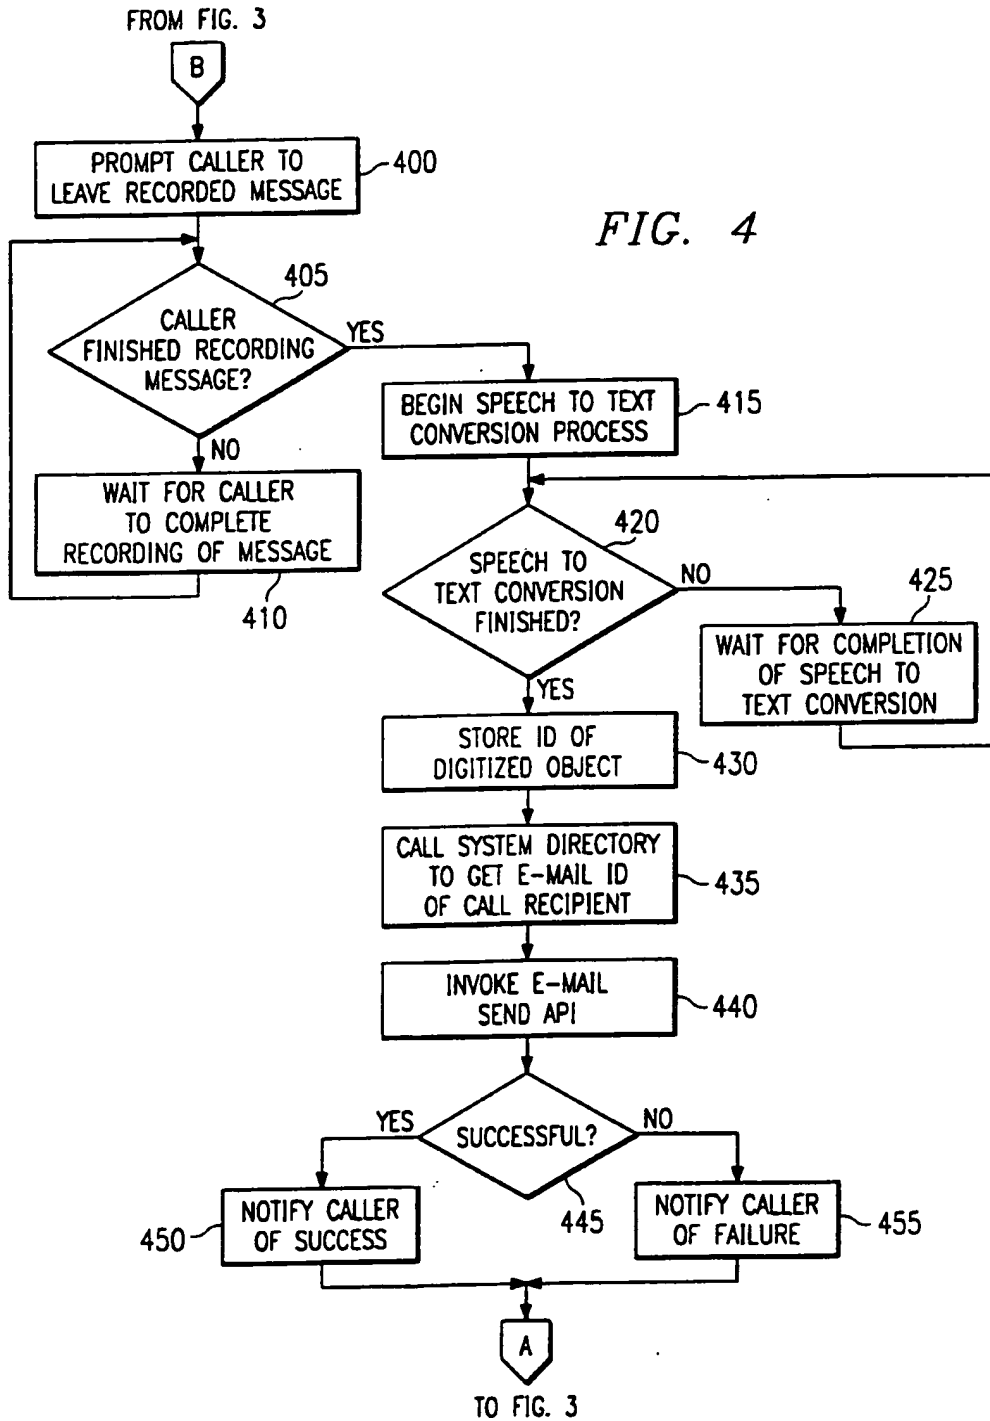 FROM FIG. 3
B
PROMPT CALLER TO
LEAVE RECORDED MESSAGE
400
FIG. 4
405
CALLER
FINISHED RECORDING
MESSAGE?
YES
NO
WAIT FOR CALLER
TO COMPLETE
RECORDING OF MESSAGE
410
BEGIN SPEECH TO TEXT
CONVERSION PROCESS
415
420
SPEECH TO
TEXT CONVERSION
FINISHED?
NO
425
WAIT FOR COMPLETION
OF SPEECH TO
TEXT CONVERSION
YES
STORE ID OF
DIGITIZED OBJECT
430
CALL SYSTEM DIRECTORY
TO GET E-MAIL ID
OF CALL RECIPIENT
435
INVOKE E-MAIL
SEND API
440
YES
SUCCESSFUL?
NO
445
450
NOTIFY CALLER
OF SUCCESS
NOTIFY CALLER
OF FAILURE
455
A
TO FIG. 3